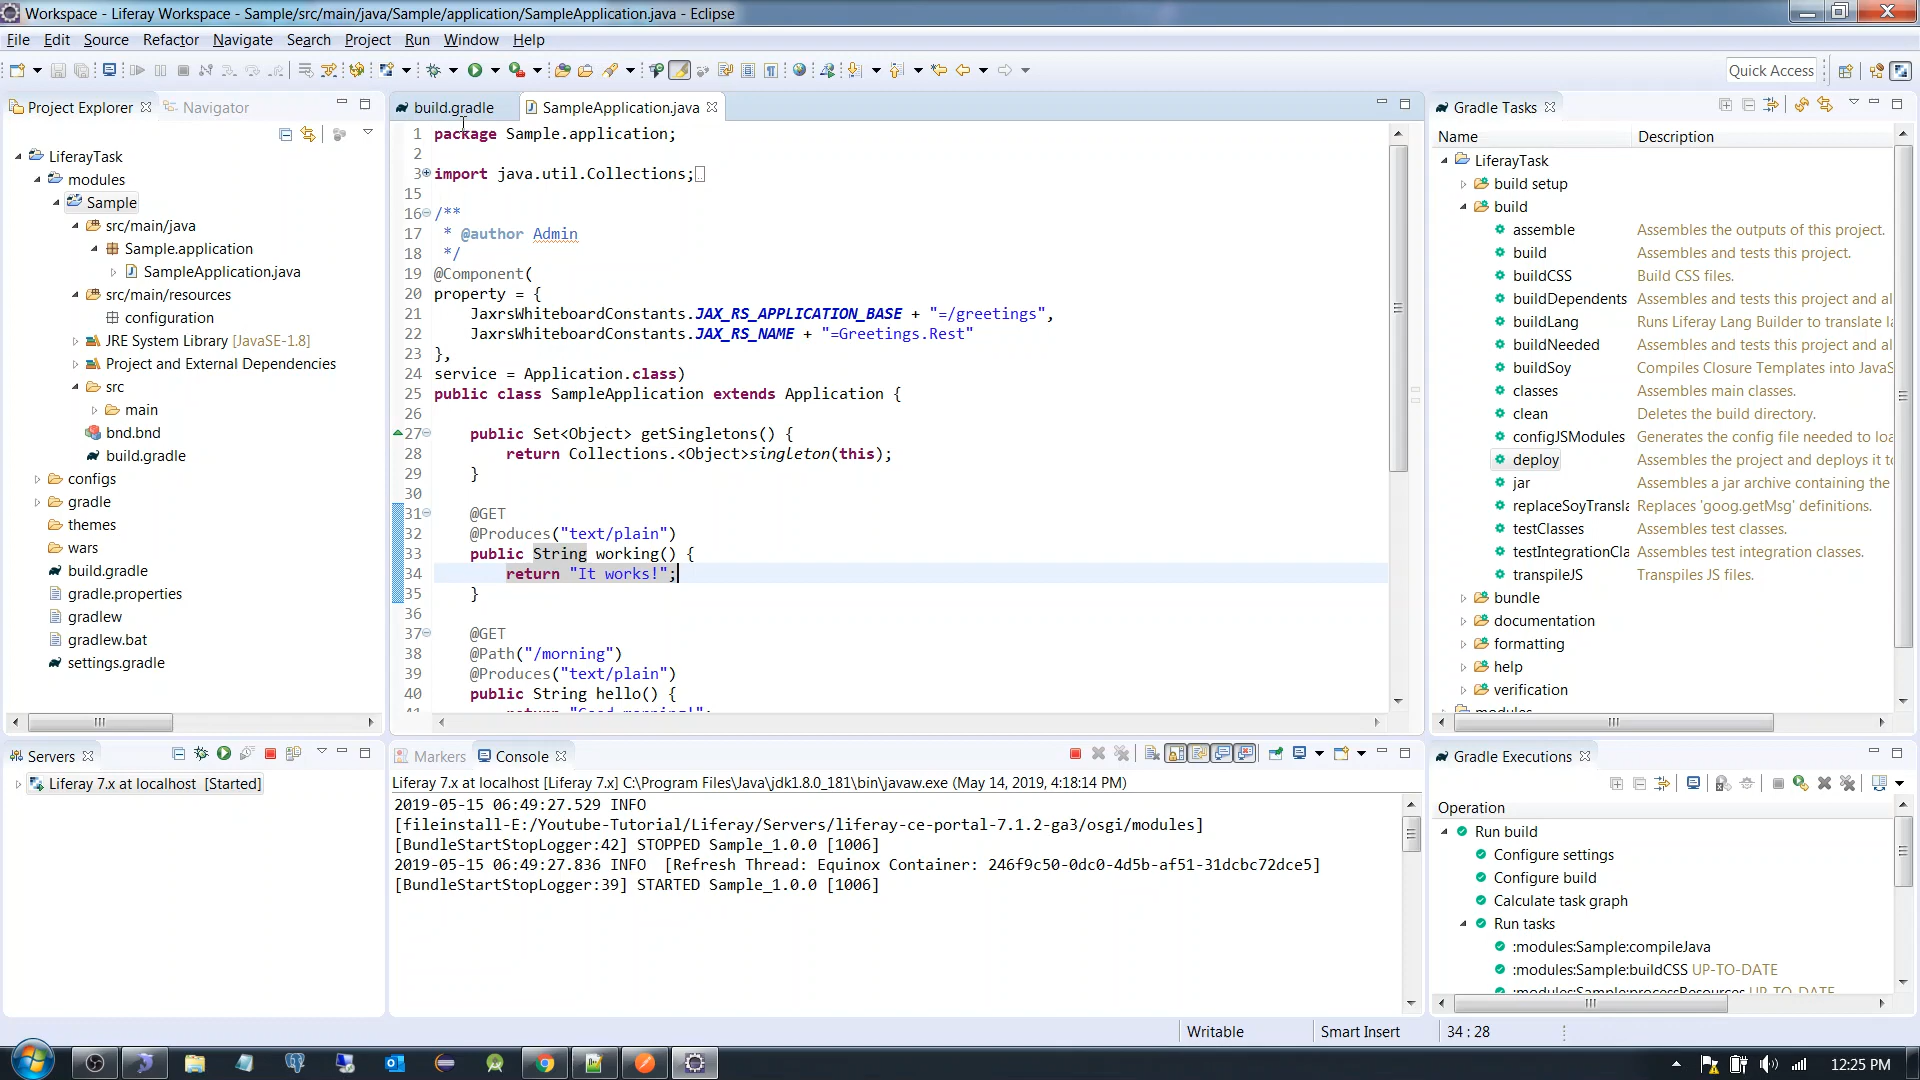 Workspace - Liferay Workspace - Sample/src/main/java/Sample/application/SampleApplication.java - Eclipse
File Edit Source Refactor Navigate Search Project Run Window Help
Quick Access
Project Explorer
Navigator
LiferayTask
modules
Sample
src/main/java
Sample.application
SampleApplication.java
src/main/resources
configuration
JRE System Library [JavaSE-1.8]
Project and External Dependencies
src
main
bnd.bnd
build.gradle
configs
gradle
themes
wars
build.gradle
gradle.properties
gradlew
gradlew.bat
settings.gradle
build.gradle
SampleApplication.java
1 package Sample.application;
2
3 import java.util.Collections;
15
16 /**
17 * @author Admin
18 */
19 @Component(
20 property = {
21 JaxrsWhiteboardConstants.JAX_RS_APPLICATION_BASE + "=/greetings",
22 JaxrsWhiteboardConstants.JAX_RS_NAME + "=Greetings.Rest"
23 },
24 service = Application.class)
25 public class SampleApplication extends Application {
26
27 public Set<Object> getSingletons() {
28 return Collections.<Object>singleton(this);
29 }
30
31 @GET
32 @Produces("text/plain")
33 public String working() {
34 return "It works!";
35 }
36
37 @GET
38 @Path("/morning")
39 @Produces("text/plain")
40 public String hello() {
41 return "Good morning!";
Gradle Tasks
Name Description
LiferayTask
build setup
build
assemble Assembles the outputs of this project.
build Assembles and tests this project.
buildCSS Build CSS files.
buildDependents Assembles and tests this project and al
buildLang Runs Liferay Lang Builder to translate la
buildNeeded Assembles and tests this project and al
buildSoy Compiles Closure Templates into JavaS
classes Assembles main classes.
clean Deletes the build directory.
configJSModules Generates the config file needed to loa
deploy Assembles the project and deploys it to
jar Assembles a jar archive containing the
replaceSoyTransla Replaces 'goog.getMsg' definitions.
testClasses Assembles test classes.
testIntegrationCla Assembles test integration classes.
transpileJS Transpiles JS files.
bundle
documentation
formatting
help
verification
modules
Servers
Liferay 7.x at localhost [Started]
Markers
Console
Liferay 7.x at localhost [Liferay 7.x] C:\Program Files\Java\jdk1.8.0_181\bin\javaw.exe (May 14, 2019, 4:18:14 PM)
2019-05-15 06:49:27.529 INFO
[fileinstall-E:/Youtube-Tutorial/Liferay/Servers/liferay-ce-portal-7.1.2-ga3/osgi/modules]
[BundleStartStopLogger:42] STOPPED Sample_1.0.0 [1006]
2019-05-15 06:49:27.836 INFO [Refresh Thread: Equinox Container: 246f9c50-0dc0-4d5b-af51-31dcbc72dce5]
[BundleStartStopLogger:39] STARTED Sample_1.0.0 [1006]
Gradle Executions
Operation
Run build
Configure settings
Configure build
Calculate task graph
Run tasks
:modules:Sample:compileJava
:modules:Sample:buildCSS UP-TO-DATE
:modules:Sample:processResources UP-TO-DATE
Writable
Smart Insert
34 : 28
12:25 PM